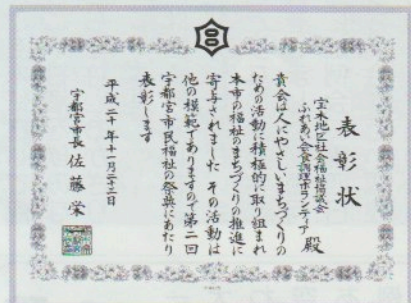 表彰状
宝木地区社会福祉協議会
ふれあい会食調理ボランティア 殿
貴会は人にやさしいまちづくりの
ための活動に積極的に取り組まれ
本市の福祉のまちづくりの推進に
寄与されました その活動は
他の模範でありますので第二回
宇都宮市民福祉の祭典にあたり
表彰します
平成二十年十一月二十二日
宇都宮市長 佐藤栄一